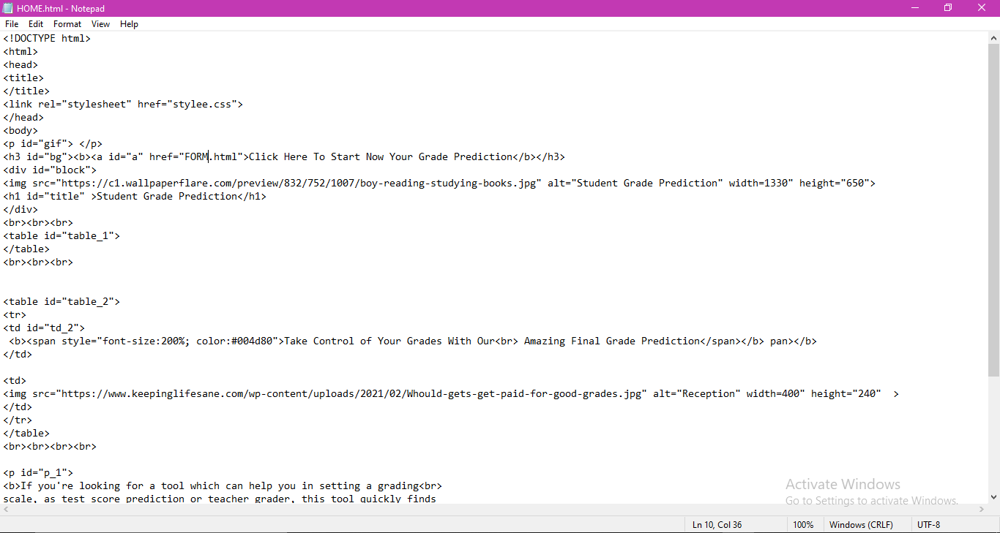 HOME.html - Notepad
File Edit Format View Help
<!DOCTYPE html>
<html>
<head>
<title>
</title>
<link rel="stylesheet" href="stylee.css">
</head>
<body>
<p id="gif"> </p>
<h3 id="bg"><b><a id="a" href="FORM.html">Click Here To Start Now Your Grade Prediction</b></h3>
<div id="block">
<img src="https://c1.wallpaperflare.com/preview/832/752/1007/boy-reading-studying-books.jpg" alt="Student Grade Prediction" width=1330" height="650">
<h1 id="title" >Student Grade Prediction</h1>
</div>
<br><br><br>
<table id="table_1">
</table>
<br><br><br>
<table id="table_2">
<tr>
<td id="td_2">
<b><span style="font-size:200%; color:#004d80">Take Control of Your Grades With Our<br> Amazing Final Grade Prediction</span></b> pan></b>
</td>
<td>
<img src="https://www.keepinglifesane.com/wp-content/uploads/2021/02/Whould-gets-get-paid-for-good-grades.jpg" alt="Reception" width=400" height="240" >
</td>
</tr>
</table>
<br><br><br><br>
<p id="p_1">
<b>If you're looking for a tool which can help you in setting a grading<br>
scale, as test score prediction or teacher grader, this tool quickly finds
Activate Windows
Go to Settings to activate Windows.
Ln 10, Col 36 100% Windows (CRLF) UTF-8